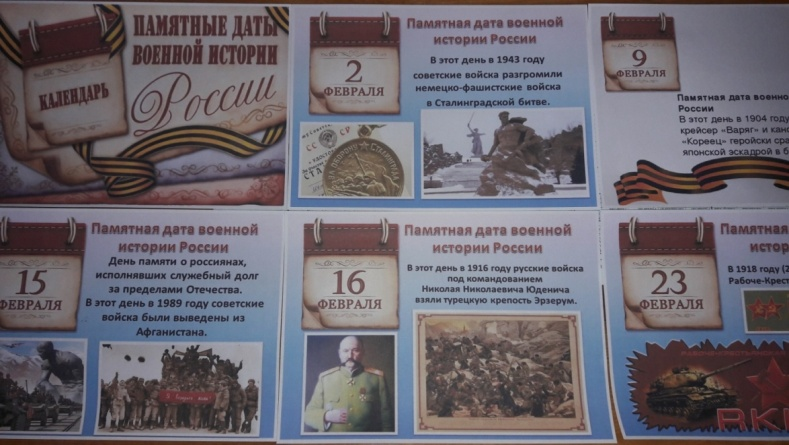 ПАМЯТНЫЕ ДАТЫ
ВОЕННОЙ ИСТОРИИ
России
КАЛЕНДАРЬ
2
ФЕВРАЛЯ
Памятная дата военной
истории России
В этот день в 1943 году
советские войска разгромили
немецко-фашистские войска
в Сталинградской битве.
СС СР
9
ФЕВРАЛЯ
Памятная дата военно
России
В этот день в 1904 году
крейсер «Варяг» и кано
«Кореец» геройски сра
японской эскадрой в б
15
ФЕВРАЛЯ
Памятная дата военной
истории России
День памяти о россиянах,
исполнявших служебный долг
за пределами Отечества.
В этот день в 1989 году советские
войска были выведены из
Афганистана.
16
ФЕВРАЛЯ
Памятная дата военной
истории России
В этот день в 1916 году русские войска
под командованием
Николая Николаевича Юденича
взяли турецкую крепость Эрзерум.
23
ФЕВРАЛЯ
Памятная
истор
В 1918 году (2
Рабоче-Крест